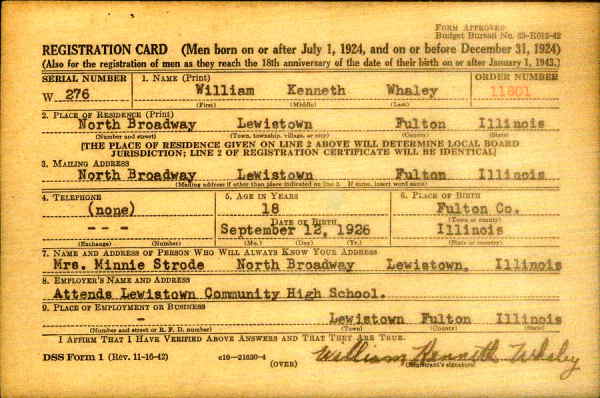 FORM APPROVED
Budget Bureau No. 33-R012-42
REGISTRATION CARD (Men born on or after July 1, 1924, and on or before December 31, 1924)
(Also for the registration of men as they reach the 18th anniversary of the date of their birth on or after January 1, 1943.)
SERIAL NUMBER 1. NAME (Print) ORDER NUMBER
W 276 William Kenneth Whaley 11801
(First) (Middle) (Last)
2. PLACE OF RESIDENCE (Print)
North Broadway Lewistown Fulton Illinois
(Number and street) (Town, township, village, or city) (County) (State)
[THE PLACE OF RESIDENCE GIVEN ON LINE 2 ABOVE WILL DETERMINE LOCAL BOARD
JURISDICTION; LINE 2 OF REGISTRATION CERTIFICATE WILL BE IDENTICAL]
3. MAILING ADDRESS
North Broadway Lewistown Fulton Illinois
(Mailing address if other than place indicated on line 2. If same, insert word same)
4. TELEPHONE 5. AGE IN YEARS 6. PLACE OF BIRTH
(none) 18 Fulton Co.
DATE OF BIRTH (Town or county)
- - - September 12, 1926 Illinois
(Exchange) (Number) (Mo.) (Day) (Yr.) (State or country)
7. NAME AND ADDRESS OF PERSON WHO WILL ALWAYS KNOW YOUR ADDRESS
Mrs. Minnie Strode North Broadway Lewistown, Illinois
8. EMPLOYER'S NAME AND ADDRESS
Attends Lewistown Community High School.
9. PLACE OF EMPLOYMENT OR BUSINESS
- Lewistown Fulton Illinois
(Number and street or R. F. D. number) (Town) (County) (State)
I AFFIRM THAT I HAVE VERIFIED ABOVE ANSWERS AND THAT THEY ARE TRUE.
DSS Form 1 (Rev. 11-16-42) c16-21630-4 William Kenneth Whaley
(OVER) (Registrant's signature)